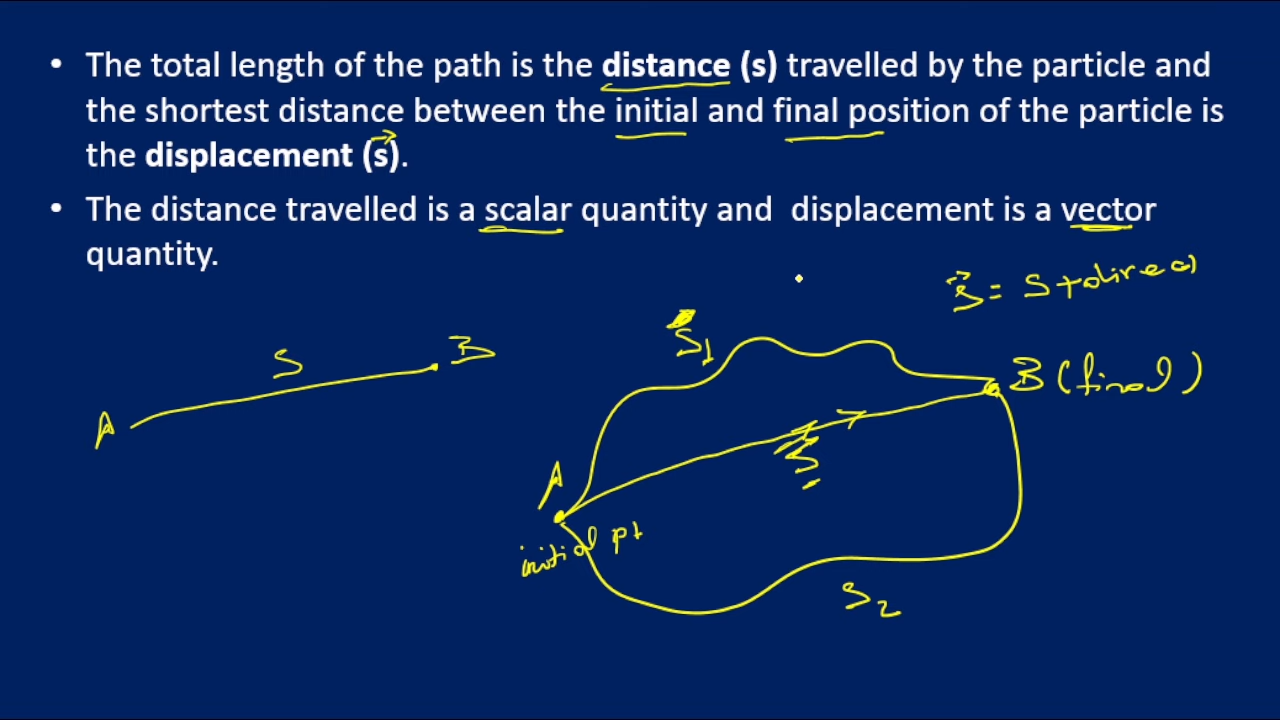 • The total length of the path is the distance (s) travelled by the particle and
the shortest distance between the initial and final position of the particle is
the displacement (s⃗).
• The distance travelled is a scalar quantity and displacement is a vector
quantity.
s⃗ = S + direc
S
B
A
S₁
B (final)
S⃗
A
initial pt
S₂